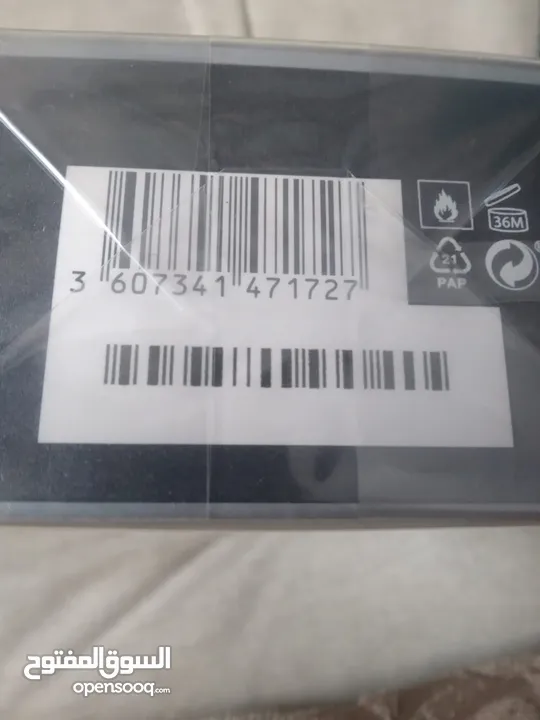 36M
21
PAP
3 607341 471727
السوق المفتوح
opensooq.com